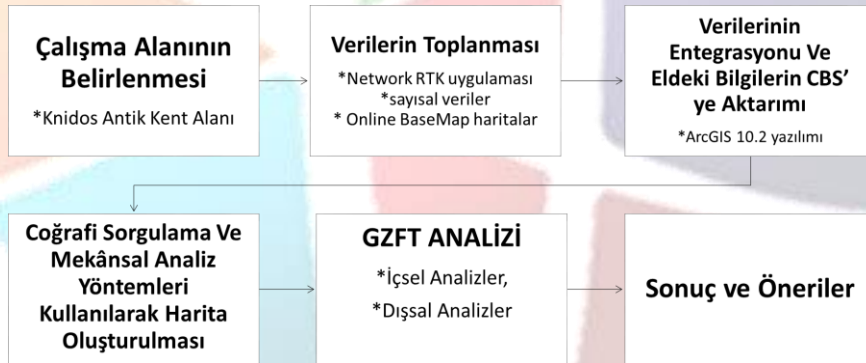 Çalışma Alanının
Belirlenmesi
*Knidos Antik Kent Alanı
Verilerin Toplanması
*Network RTK uygulaması
*sayısal veriler
* Online BaseMap haritalar
Verilerinin
Entegrasyonu Ve
Eldeki Bilgilerin CBS’
ye Aktarımı
*ArcGIS 10.2 yazılımı
Coğrafi Sorgulama Ve
Mekânsal Analiz
Yöntemleri
Kullanılarak Harita
Oluşturulması
GZFT ANALİZİ
*İçsel Analizler,
*Dışsal Analizler
Sonuç ve Öneriler